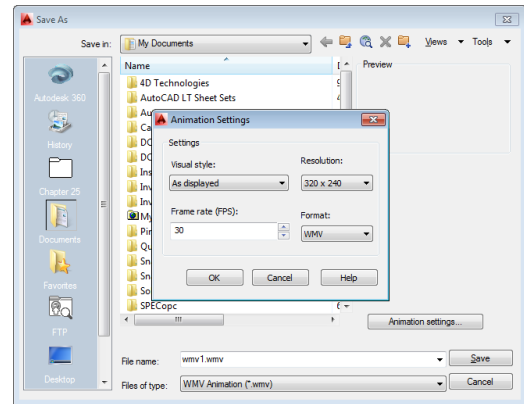 Save As
Save in:
My Documents
Views
Tools
Autodesk 360
History
Chapter 25
Documents
Favorites
FTP
Desktop
Name
4D Technologies
AutoCAD LT Sheet Sets
SPECopc
Preview
Animation Settings
Settings
Visual style:
As displayed
Resolution:
320 x 240
Frame rate (FPS):
30
Format:
WMV
OK
Cancel
Help
Animation settings...
File name:
wmv1.wmv
Save
Files of type:
WMV Animation (*.wmv)
Cancel